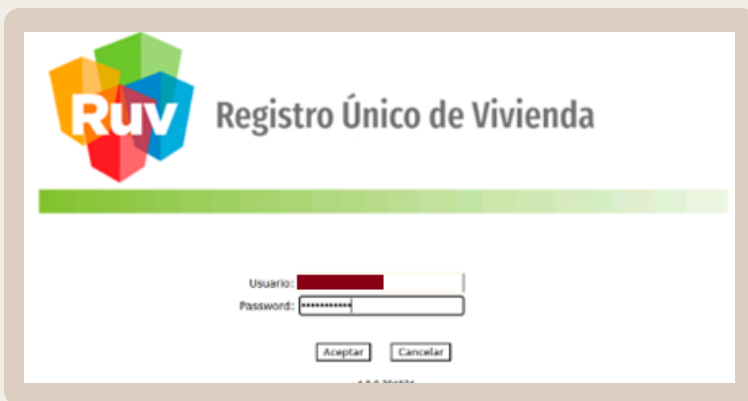 Ruv Registro Único de Vivienda
Usuario:
Password: •••••••••••
Aceptar Cancelar